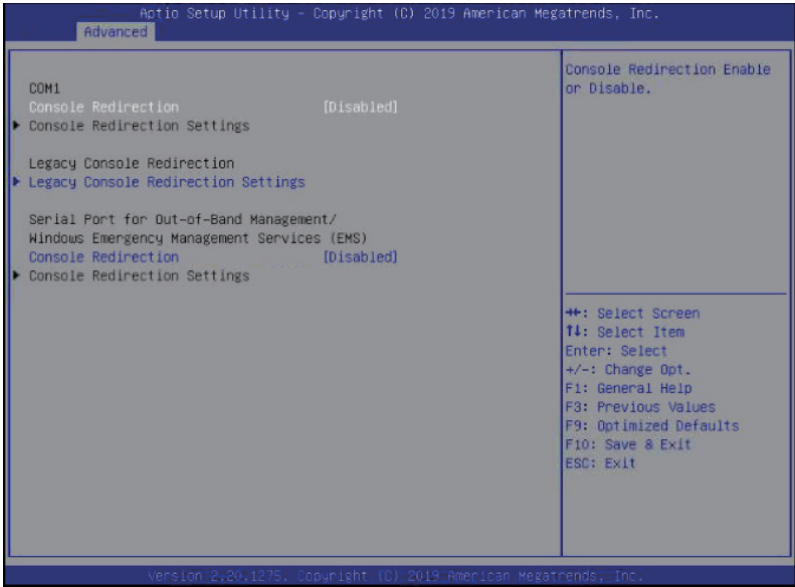 Aptio Setup Utility – Copyright (C) 2019 American Megatrends, Inc.
Advanced
COM1
Console Redirection [Disabled]
Console Redirection Settings
Legacy Console Redirection
Legacy Console Redirection Settings
Serial Port for Out-of-Band Management/
Windows Emergency Management Services (EMS)
Console Redirection [Disabled]
Console Redirection Settings
Console Redirection Enable
or Disable.
→←: Select Screen
↑↓: Select Item
Enter: Select
+/-: Change Opt.
F1: General Help
F3: Previous Values
F9: Optimized Defaults
F10: Save & Exit
ESC: Exit
Version 2.20.1275. Copyright (C) 2019 American Megatrends, Inc.